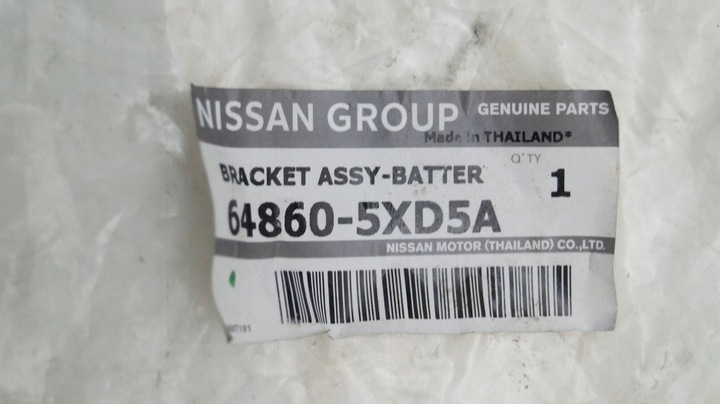 NISSAN GROUP GENUINE PARTS
Made in THAILAND*
Q'TY
BRACKET ASSY-BATTER 1
64860-5XD5A
NISSAN MOTOR (THAILAND) CO.,LTD.